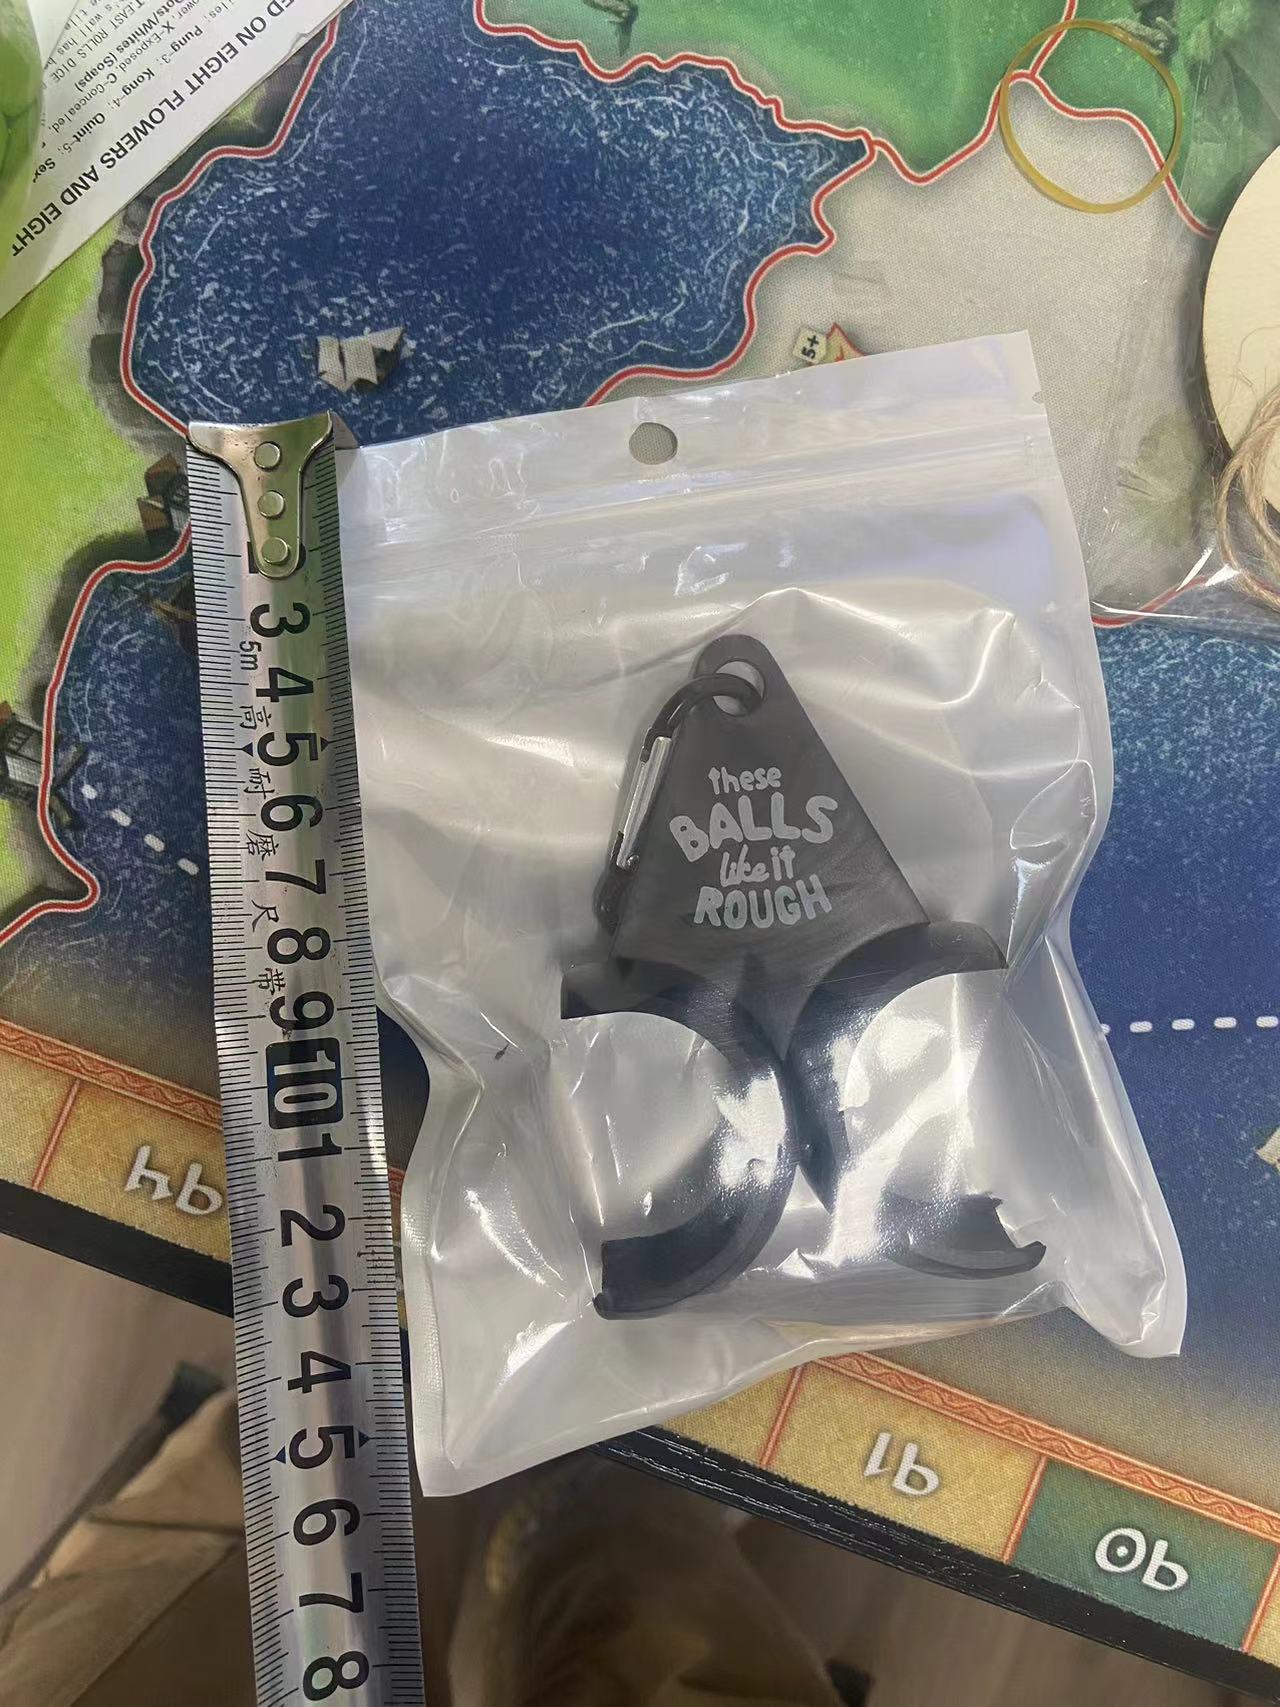 ED ON EIGHT FLOWERS AND EIGHT
5+
3
5m
4
高
5
耐
6
磨
7
尺
8
带
9
10
1
2
3
4
5
6
7
8
these
BALLS
like it
ROUGH
94
91
90